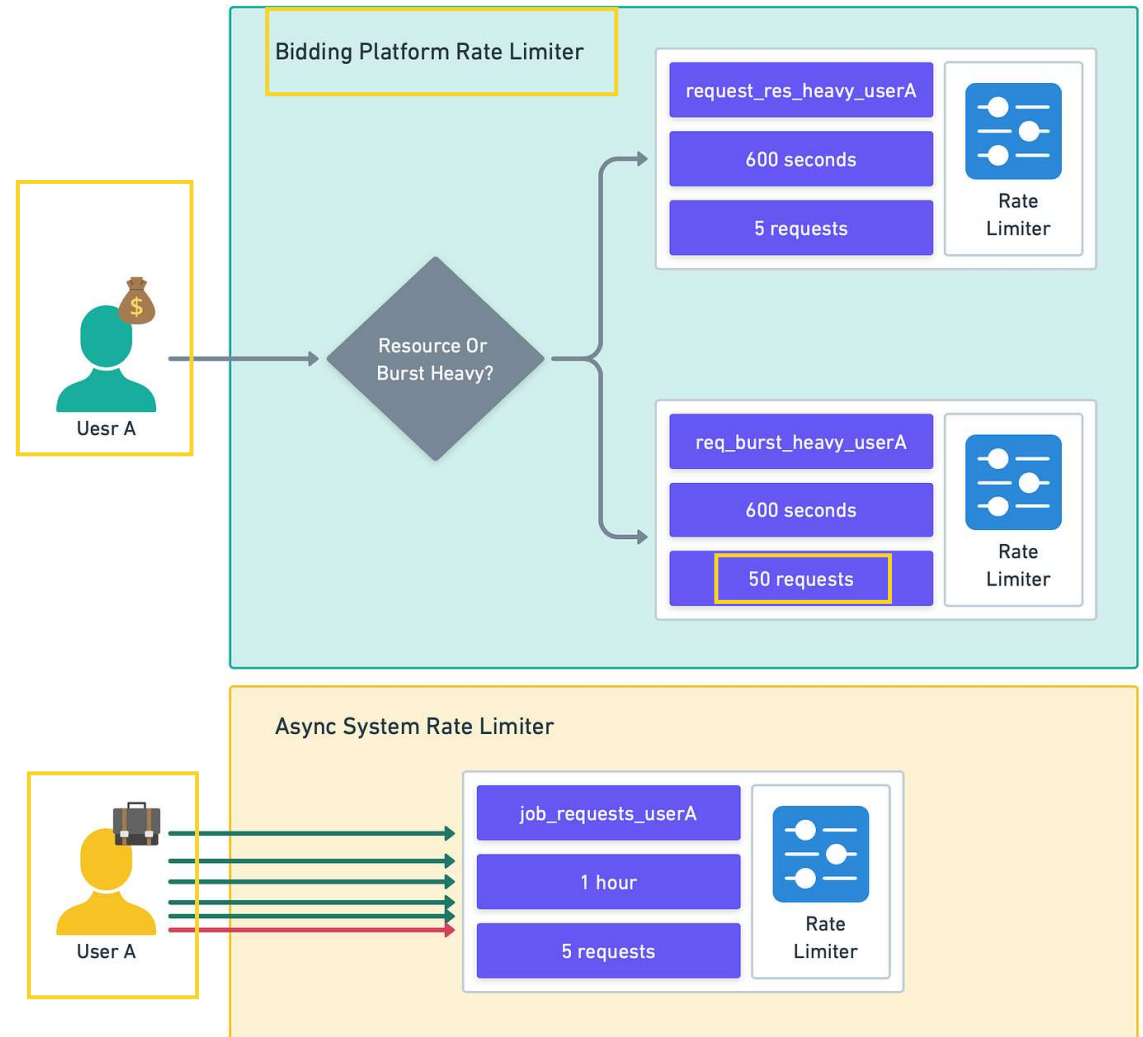 Bidding Platform Rate Limiter
request_res_heavy_userA
600 seconds
5 requests
Rate
Limiter
$
Uesr A
Resource Or
Burst Heavy?
req_burst_heavy_userA
600 seconds
50 requests
Rate
Limiter
Async System Rate Limiter
User A
job_requests_userA
1 hour
5 requests
Rate
Limiter